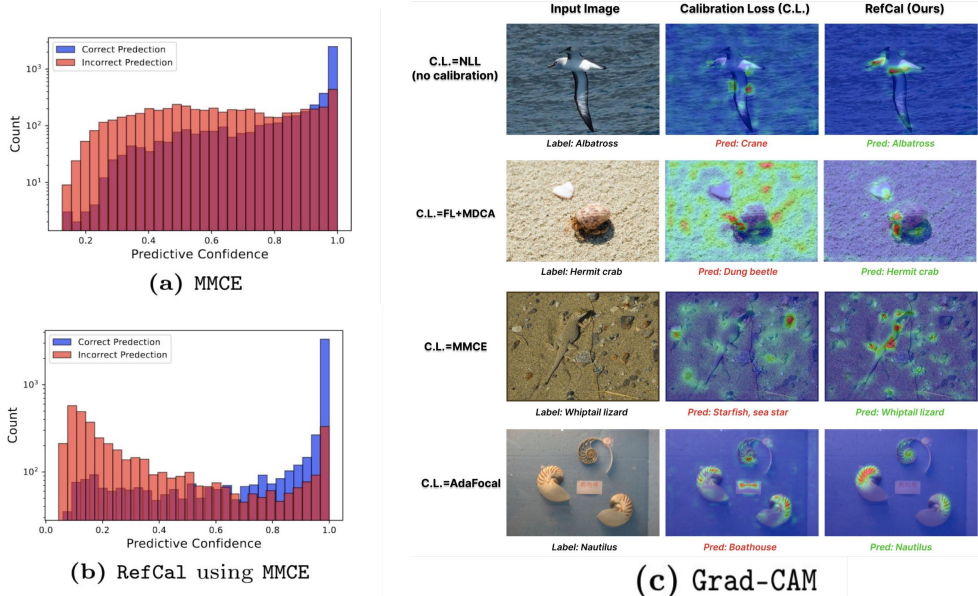 Correct Predection
Incorrect Predection
10³
10²
10¹
Count
0.2 0.4 0.6 0.8 1.0
Predictive Confidence
(a) MMCE
Correct Predection
Incorrect Predection
10³
10²
Count
0.0 0.2 0.4 0.6 0.8 1.0
Predictive Confidence
(b) RefCal using MMCE
Input Image Calibration Loss (C.L.) RefCal (Ours)
C.L.=NLL
(no calibration)
Label: Albatross Pred: Crane Pred: Albatross
C.L.=FL+MDCA
Label: Hermit crab Pred: Dung beetle Pred: Hermit crab
C.L.=MMCE
Label: Whiptail lizard Pred: Starfish, sea star Pred: Whiptail lizard
C.L.=AdaFocal
Label: Nautilus Pred: Boathouse Pred: Nautilus
(c) Grad-CAM